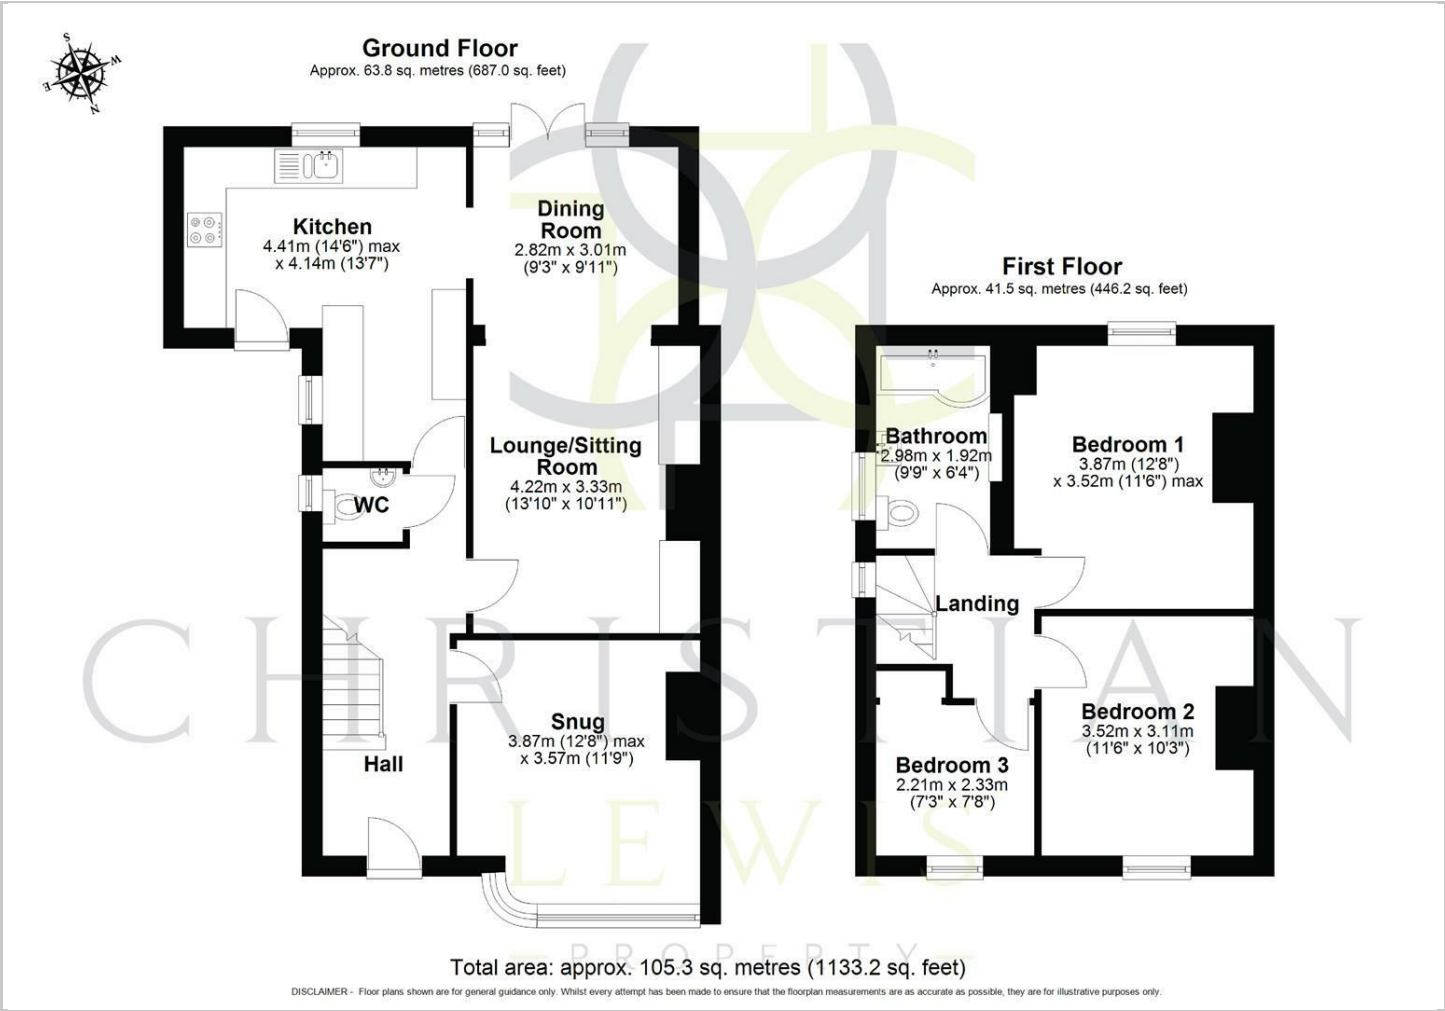 S
W
E
N
Ground Floor
Approx. 63.8 sq. metres (687.0 sq. feet)
Kitchen
4.41m (14'6") max
x 4.14m (13'7")
Dining
Room
2.82m x 3.01m
(9'3" x 9'11")
Lounge/Sitting
Room
4.22m x 3.33m
(13'10" x 10'11")
WC
Snug
3.87m (12'8") max
x 3.57m (11'9")
Hall
First Floor
Approx. 41.5 sq. metres (446.2 sq. feet)
Bathroom
2.98m x 1.92m
(9'9" x 6'4")
Bedroom 1
3.87m (12'8")
x 3.52m (11'6") max
Landing
Bedroom 2
3.52m x 3.11m
(11'6" x 10'3")
Bedroom 3
2.21m x 2.33m
(7'3" x 7'8")
CHRISTIAN
LEWIS
PROPERTY
Total area: approx. 105.3 sq. metres (1133.2 sq. feet)
DISCLAIMER - Floor plans shown are for general guidance only. Whilst every attempt has been made to ensure that the floorplan measurements are as accurate as possible, they are for illustrative purposes only.